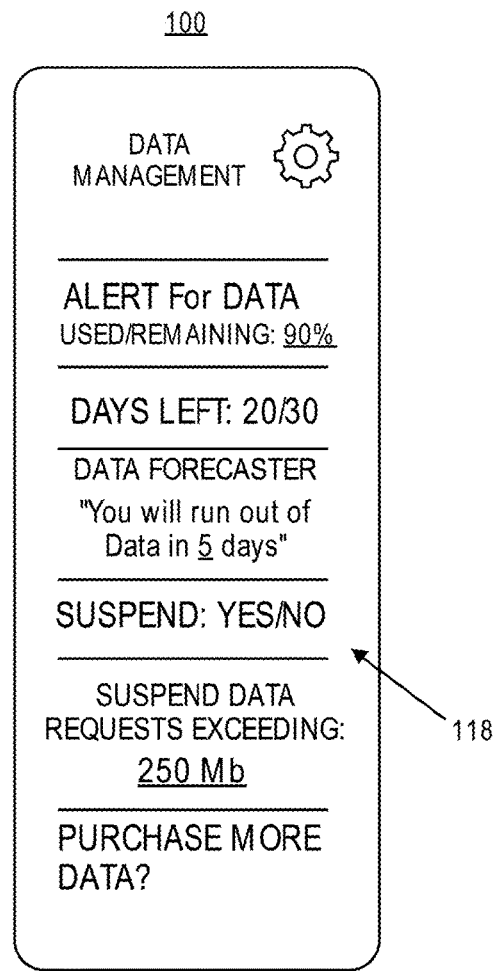 100
DATA
MANAGEMENT
ALERT For DATA
USED/REMAINING: 90%
DAYS LEFT: 20/30
DATA FORECASTER
"You will run out of
Data in 5 days"
SUSPEND: YES/NO
SUSPEND DATA
REQUESTS EXCEEDING:
250 Mb
118
PURCHASE MORE
DATA?